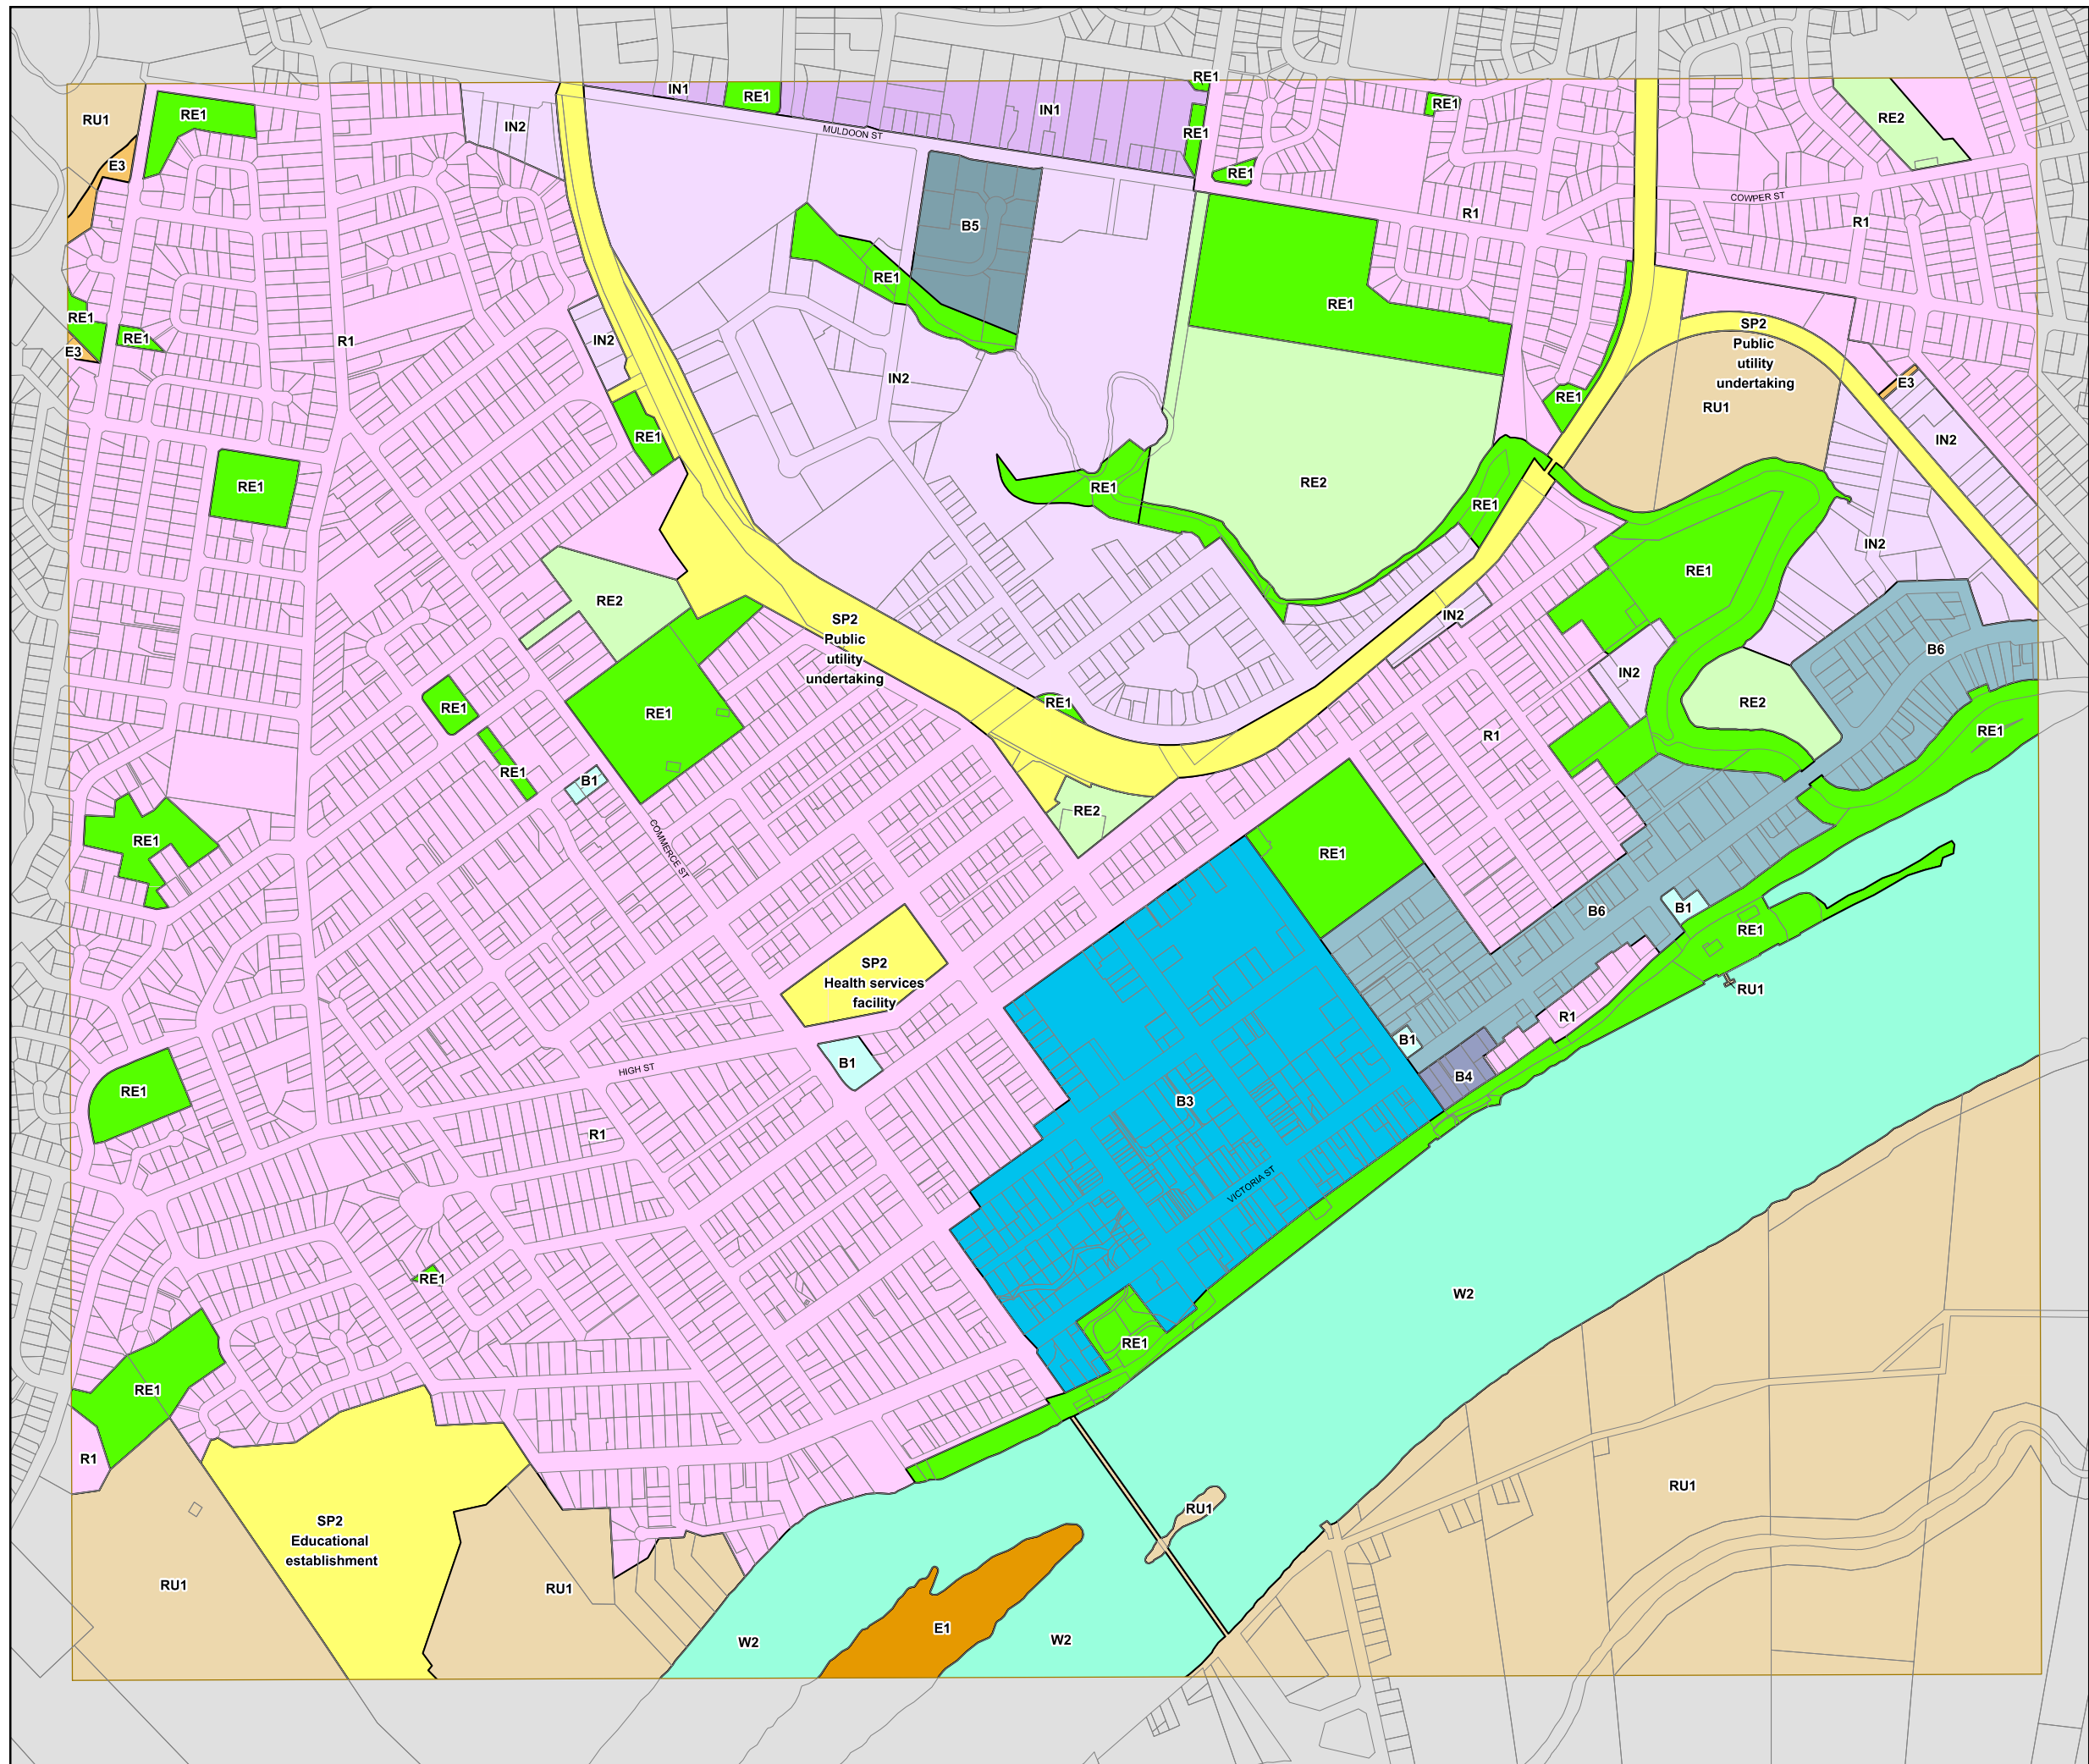 RE1
IN1
RE1
IN1
RE1
RE2
RU1
RE1
IN2
MULDOON ST
RE1
E3
RE1
COWPER ST
R1
R1
B5
RE1
RE1
RE1
SP2
Public
utility
undertaking
RE1
R1
IN2
E3
IN2
E3
RE1
RU1
RE1
IN2
RE1
RE1
RE2
RE1
IN2
RE1
RE2
IN2
SP2
Public
utility
undertaking
B6
IN2
RE1
RE1
RE1
RE2
RE1
R1
RE1
B1
RE2
COMMERCE ST
RE1
RE1
B6
B1
RE1
SP2
Health services
facility
RU1
R1
B1
B1
HIGH ST
B4
RE1
B3
R1
VICTORIA ST
RE1
W2
RE1
RE1
R1
RU1
RU1
SP2
Educational
establishment
RU1
RU1
E1
W2
W2